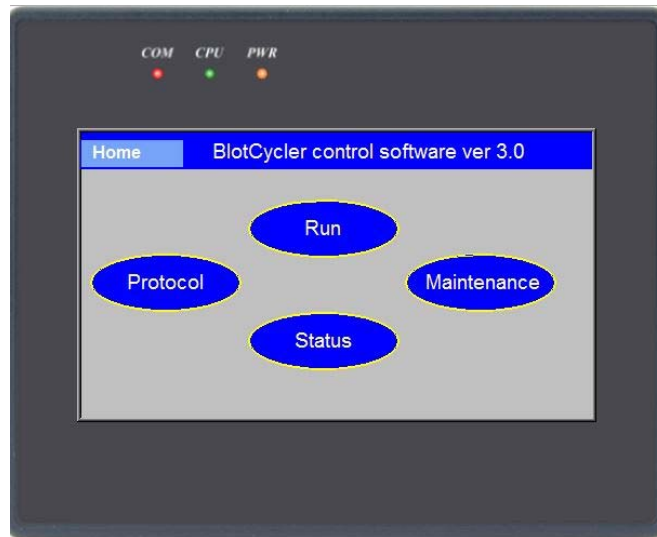 COM CPU PWR
Home BlotCycler control software ver 3.0
Run
Protocol Maintenance
Status